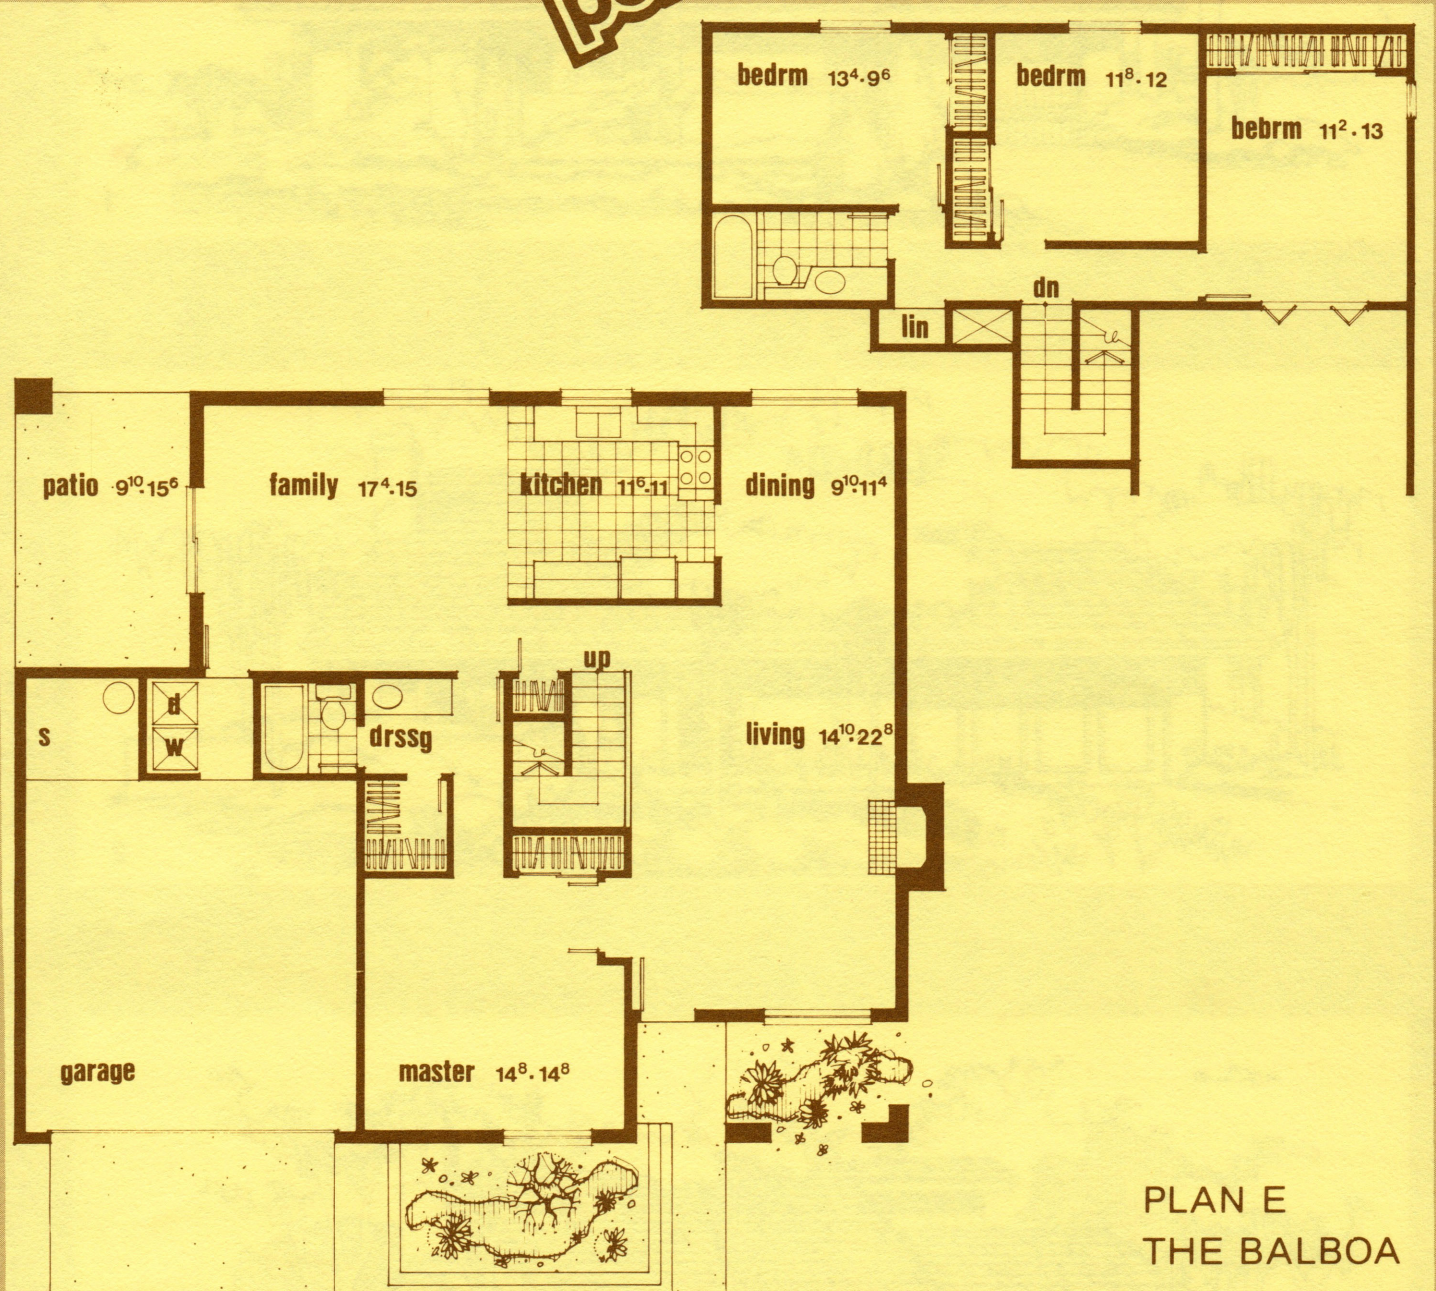 bedrm 13⁴·9⁶
bedrm 11⁸·12
bebrm 11²·13
dn
lin
patio 9¹⁰·15⁶
family 17⁴·15
kitchen 11⁶·11
dining 9¹⁰·11⁴
up
s
d
w
drssg
living 14¹⁰·22⁸
garage
master 14⁸·14⁸
PLAN E
THE BALBOA